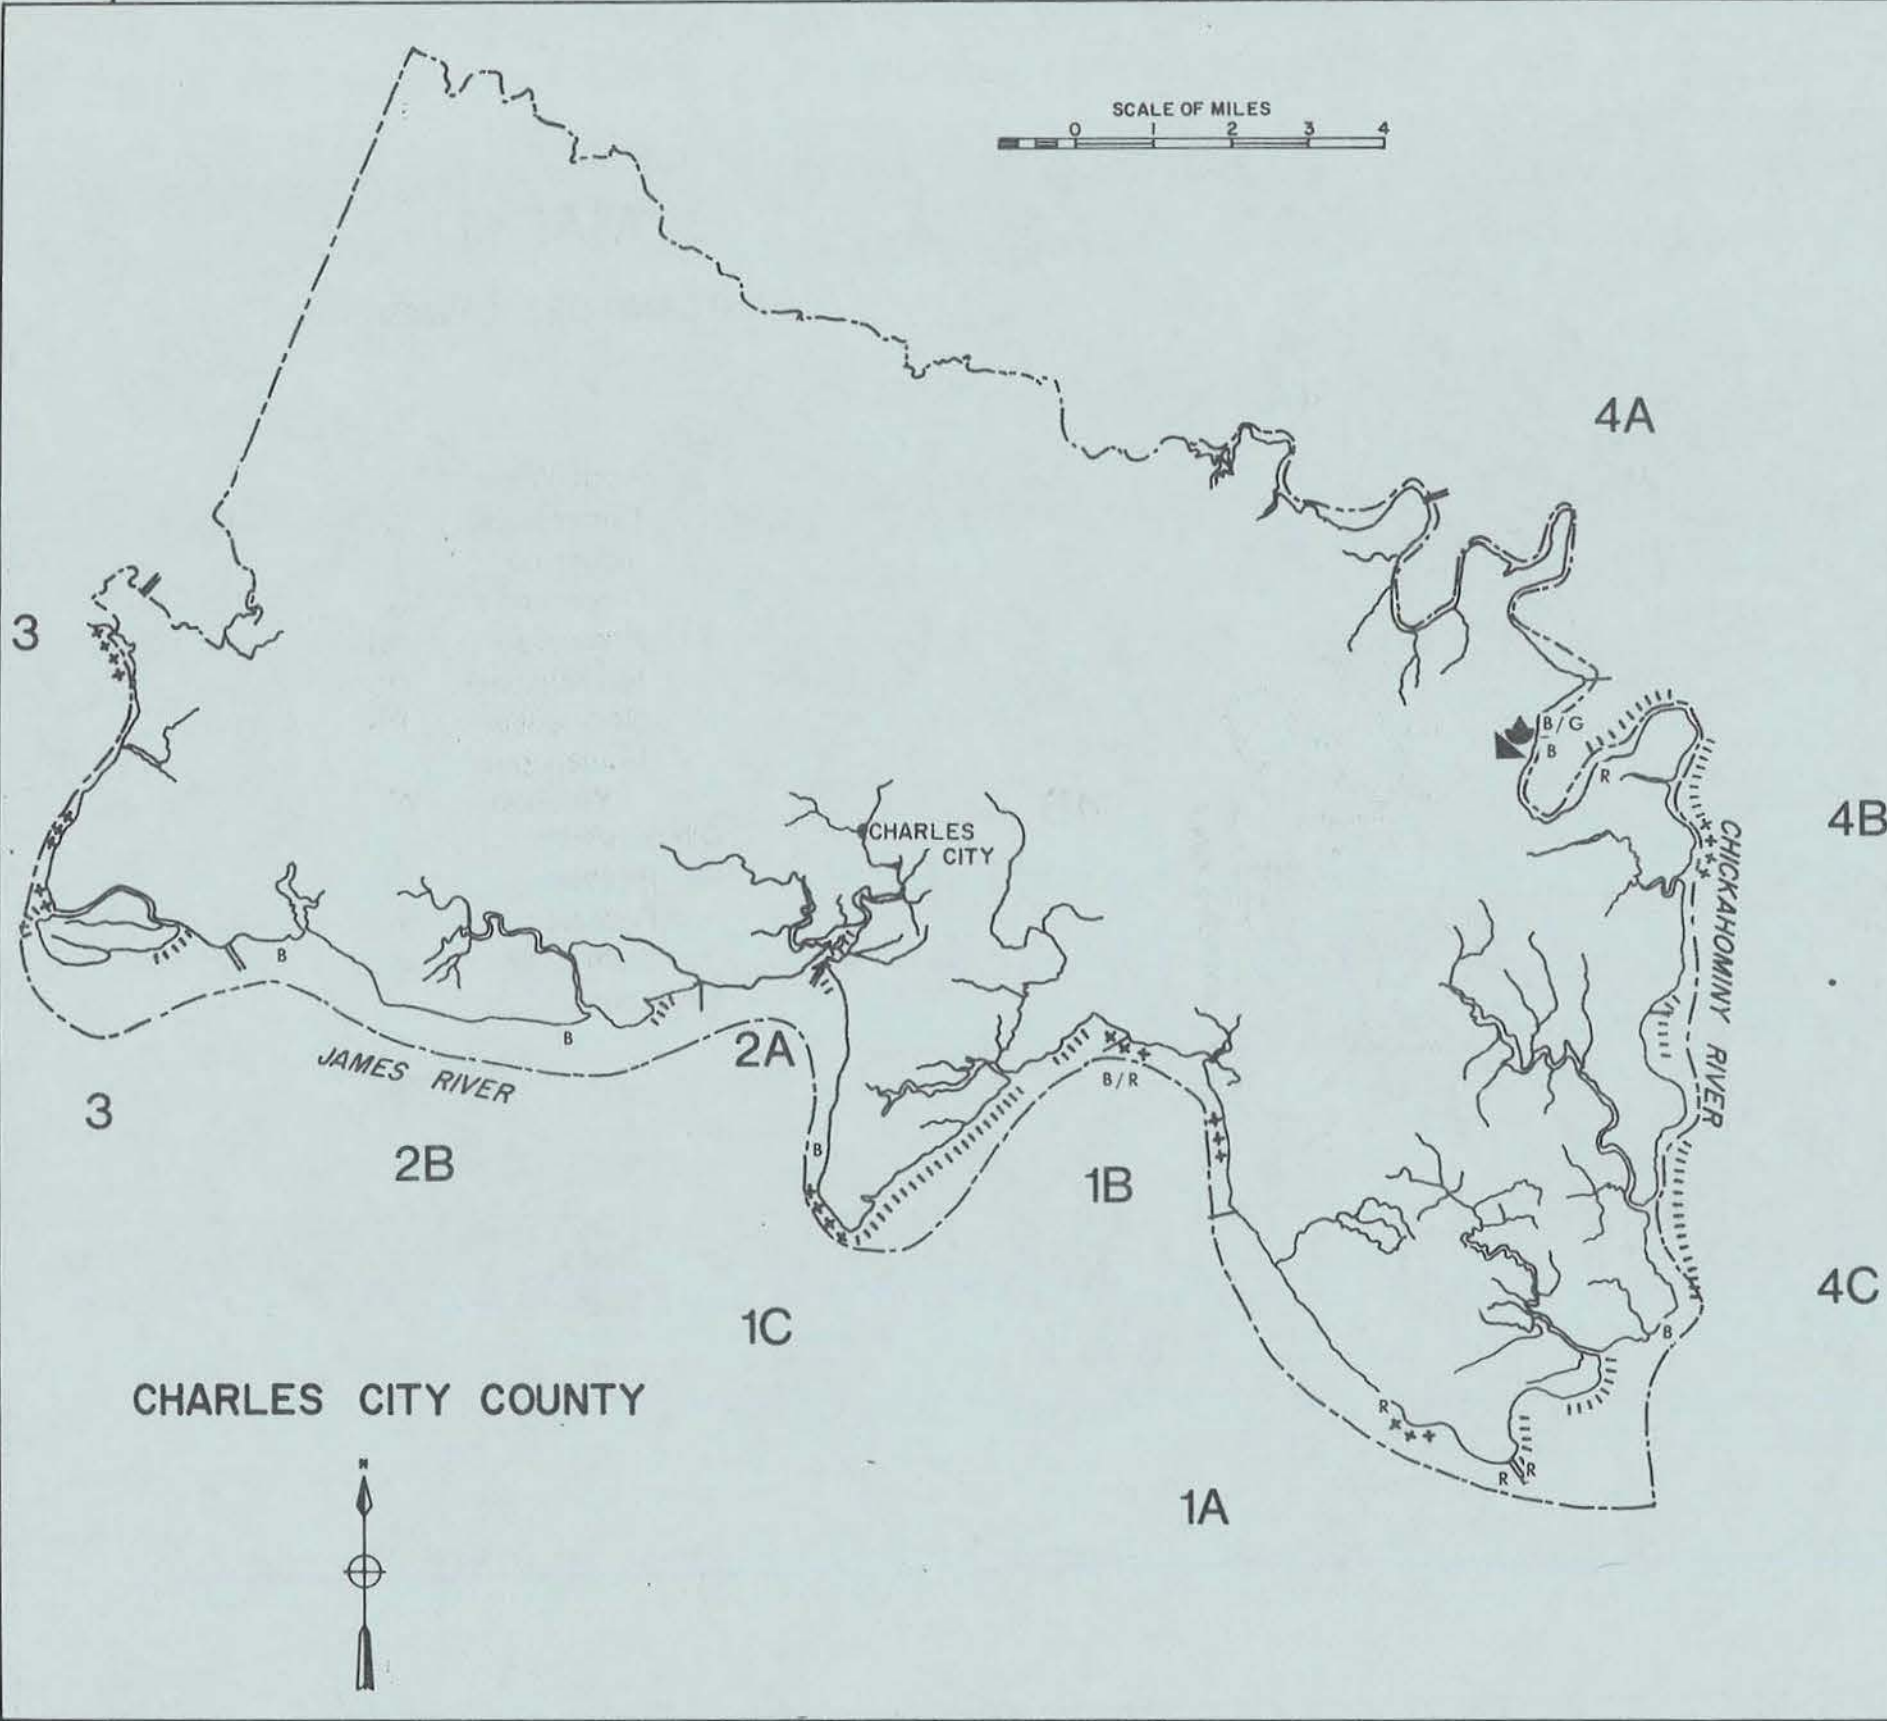 SCALE OF MILES
0 1 2 3 4
4A
3
B/G
B
R
4B
CHARLES
CITY
CHICKAHOMINY RIVER
B
B
2A
JAMES RIVER
B/R
3
B
2B
1B
4C
1C
B
CHARLES CITY COUNTY
R
N
R
R
1A